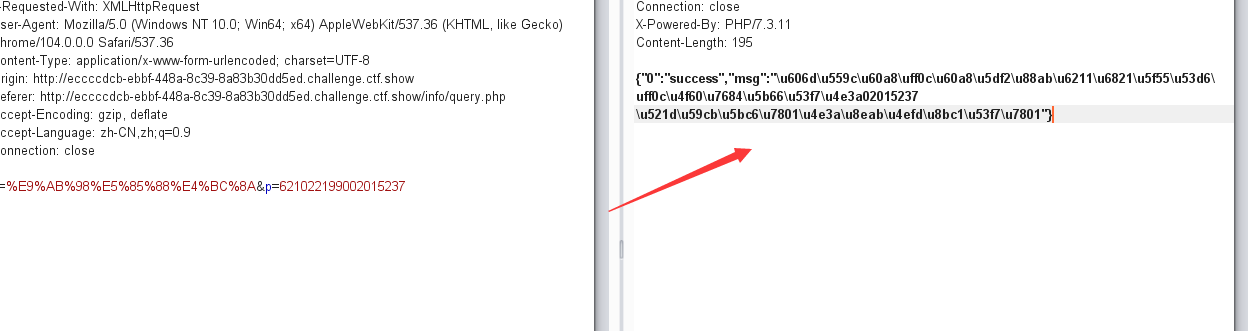 -Requested-With: XMLHttpRequest
ser-Agent: Mozilla/5.0 (Windows NT 10.0; Win64; x64) AppleWebKit/537.36 (KHTML, like Gecko)
hrome/104.0.0.0 Safari/537.36
ontent-Type: application/x-www-form-urlencoded; charset=UTF-8
rigin: http://eccccdcb-ebbf-448a-8c39-8a83b30dd5ed.challenge.ctf.show
eferer: http://eccccdcb-ebbf-448a-8c39-8a83b30dd5ed.challenge.ctf.show/info/query.php
ccept-Encoding: gzip, deflate
ccept-Language: zh-CN,zh;q=0.9
onnection: close
=%E9%AB%98%E5%85%88%E4%BC%8A&p=621022199002015237
Connection: close
X-Powered-By: PHP/7.3.11
Content-Length: 195
{"0":"success","msg":"\u606d\u559c\u60a8\uff0c\u60a8\u5df2\u88ab\u6211\u6821\u5f55\u53d6\
uff0c\u4f60\u7684\u5b66\u53f7\u4e3a02015237
\u521d\u59cb\u5bc6\u7801\u4e3a\u8eab\u4efd\u8bc1\u53f7\u7801"}